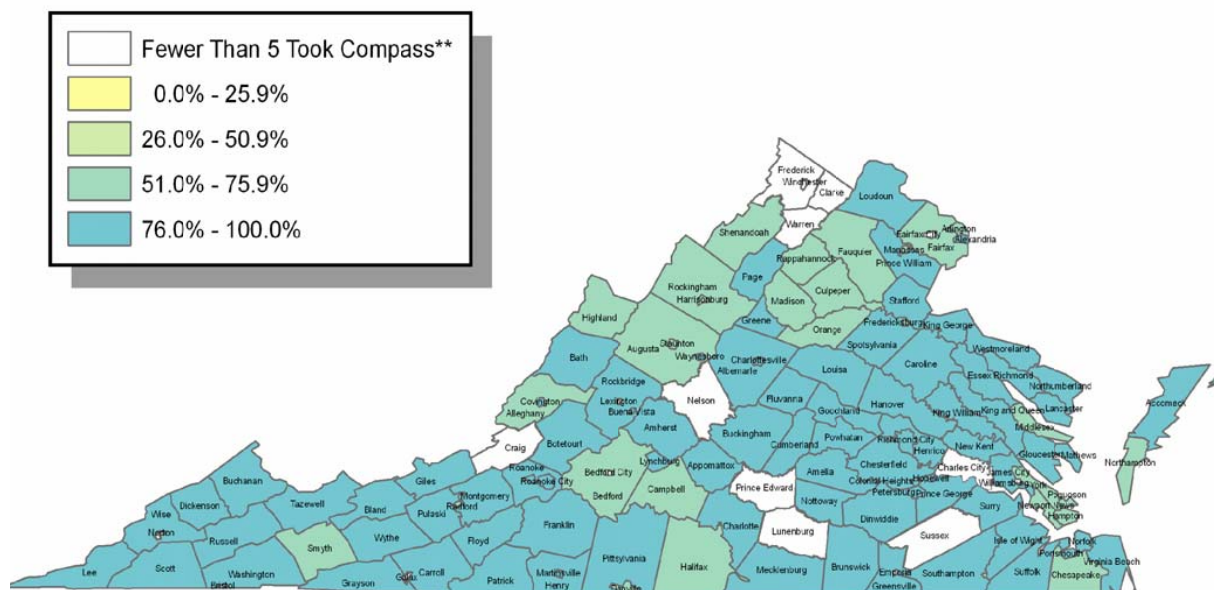 Fewer Than 5 Took Compass**
0.0% - 25.9%
26.0% - 50.9%
51.0% - 75.9%
76.0% - 100.0%
Frederick
Winchester
Clarke
Loudoun
Warren
Shenandoah
Fairfax City
Arlington
Alexandria
Fairfax
Fauquier
Manassas
Rappahannock
Prince William
Page
Rockingham
Harrisonburg
Culpeper
Madison
Stafford
Highland
Greene
Orange
Fredericksburg
King George
Staunton
Augusta
Waynesboro
Spotsylvania
Westmoreland
Bath
Charlottesville
Albemarle
Caroline
Louisa
Essex
Richmond
Rockbridge
Northumberland
Nelson
Lexington
Fluvanna
Hanover
Accomack
Covington
Alleghany
Buena Vista
Goochland
King William
King and Queen
Lancaster
Middlesex
Amherst
Buckingham
Cumberland
Powhatan
Richmond City
Henrico
New Kent
Craig
Botetourt
Gloucester
Mathews
Lynchburg
Appomattox
Amelia
Chesterfield
Charles City
James City
Northampton
Bedford City
Roanoke
Roanoke City
Colonial Heights
Hopewell
Williamsburg
York
Buchanan
Giles
Bedford
Campbell
Prince Edward
Nottoway
Petersburg
Prince George
Surry
Newport News
Poquoson
Hampton
Dickenson
Tazewell
Bland
Pulaski
Montgomery
Radford
Charlotte
Lunenburg
Dinwiddie
Sussex
Wise
Norton
Russell
Wythe
Floyd
Franklin
Isle of Wight
Norfolk
Portsmouth
Smyth
Pittsylvania
Halifax
Virginia Beach
Lee
Scott
Washington
Bristol
Grayson
Galax
Carroll
Patrick
Martinsville
Henry
Danville
Mecklenburg
Brunswick
Emporia
Greensville
Southampton
Suffolk
Chesapeake